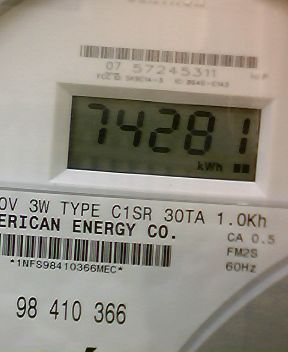 07 57245311
74281
kWh
0V 3W TYPE C1SR 30TA 1.0Kh
ERICAN ENERGY CO.
CA 0.5
FM2S
60Hz
*1NFS98410366MEC*
98 410 366